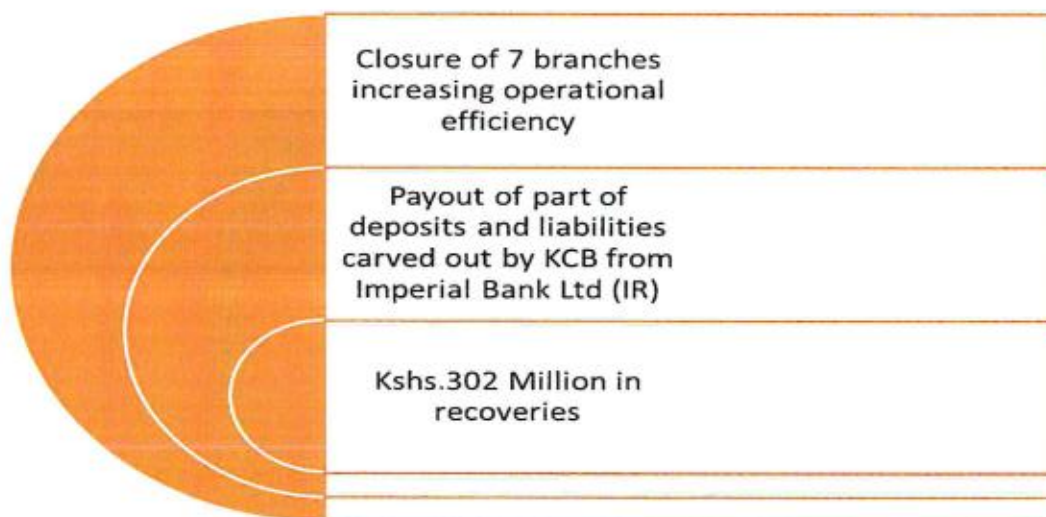 Closure of 7 branches
increasing operational
efficiency
Payout of part of
deposits and liabilities
carved out by KCB from
Imperial Bank Ltd (IR)
Kshs.302 Million in
recoveries